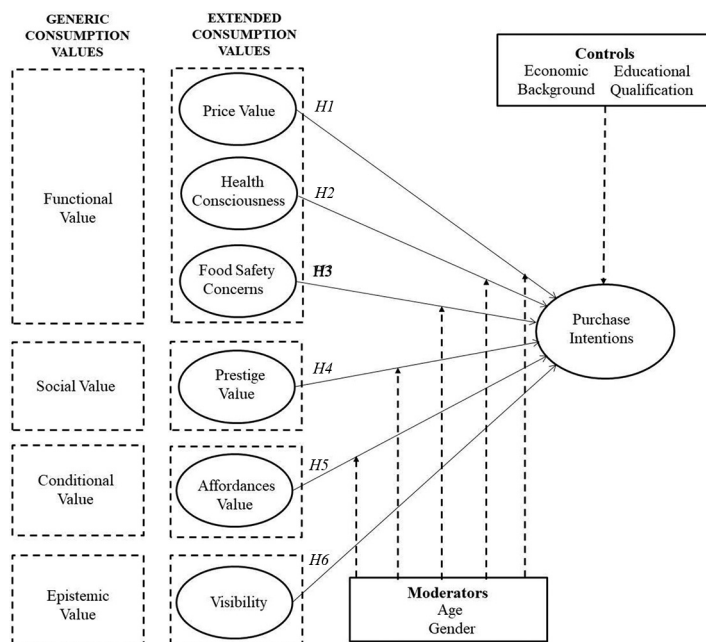 GENERIC
CONSUMPTION
VALUES
EXTENDED
CONSUMPTION
VALUES
Controls
Economic Educational
Background Qualification
Functional
Value
Price Value
H1
Health
Consciousness
H2
Food Safety
Concerns
H3
Purchase
Intentions
Social Value
Prestige
Value
H4
Conditional
Value
Affordances
Value
H5
Epistemic
Value
Visibility
H6
Moderators
Age
Gender